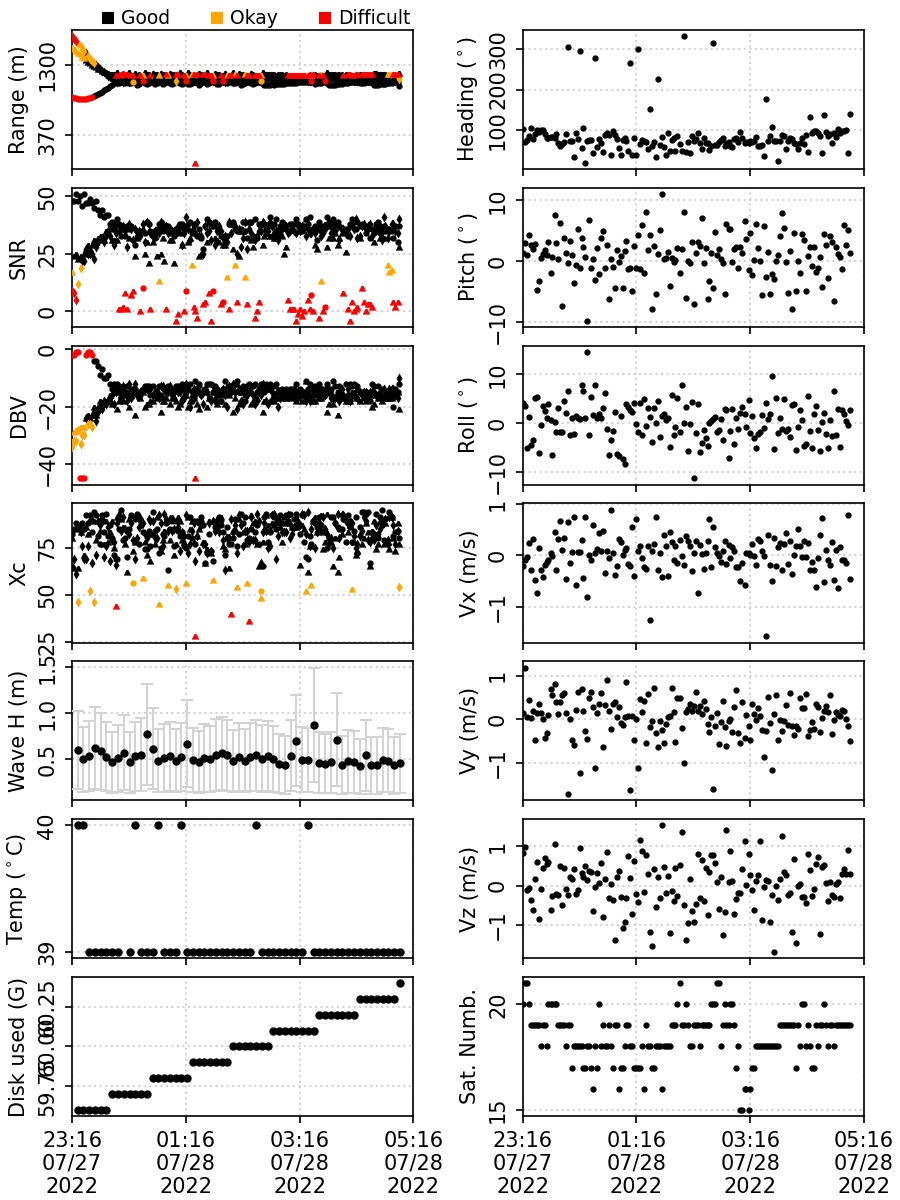 Good Okay Difficult
Range (m)
1300
370
Heading (°)
300
200
100
SNR
50
25
0
Pitch (°)
10
0
−10
DBV
0
−20
−40
Roll (°)
10
0
−10
Xc
75
50
25
Vx (m/s)
1
0
−1
Wave H (m)
1.5
1.0
0.5
Vy (m/s)
1
0
−1
Temp (°C)
40
39
Vz (m/s)
1
0
−1
Disk used (G)
60.25
60.00
59.75
Sat. Numb.
20
15
23:16 01:16 03:16 05:16
07/27 07/28 07/28 07/28
2022 2022 2022 2022
23:16 01:16 03:16 05:16
07/27 07/28 07/28 07/28
2022 2022 2022 2022